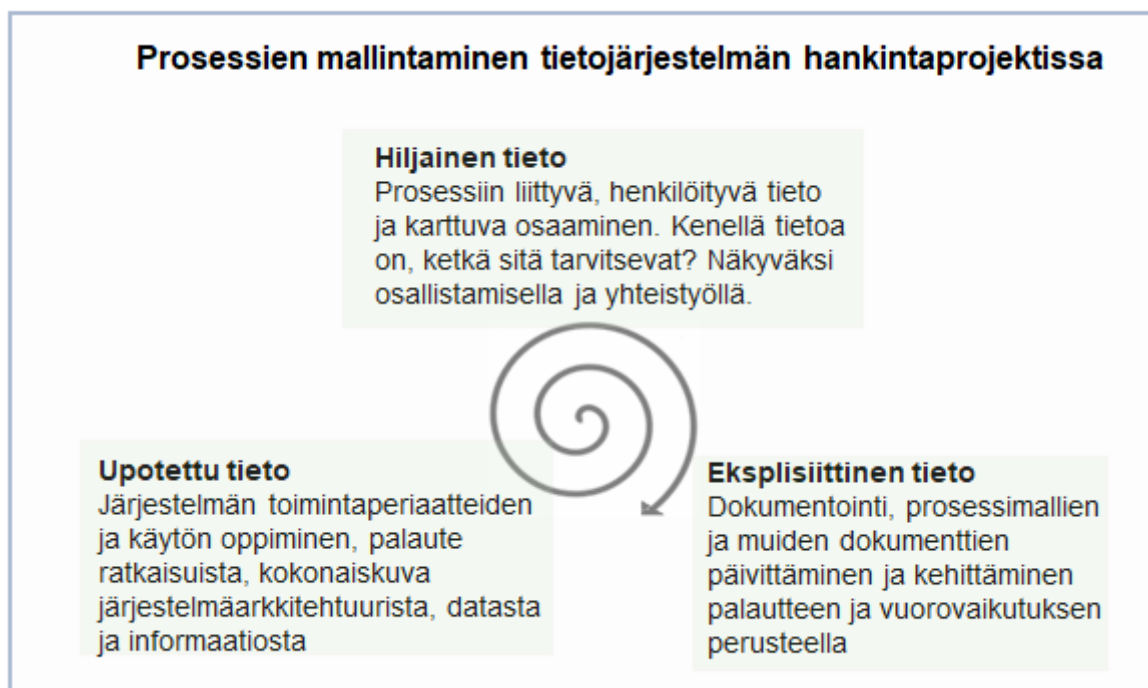 Prosessien mallintaminen tietojärjestelmän hankintaprojektissa
Hiljainen tieto
Prosessiin liittyvä, henkilöityvä tieto
ja karttuva osaaminen. Kenellä tietoa
on, ketkä sitä tarvitsevat? Näkyväksi
osallistamisella ja yhteistyöllä.
Upotettu tieto
Järjestelmän toimintaperiaatteiden
ja käytön oppiminen, palaute
ratkaisuista, kokonaiskuva
järjestelmäarkkitehtuurista, datasta
ja informaatiosta
Eksplisiittinen tieto
Dokumentointi, prosessimallien
ja muiden dokumenttien
päivittäminen ja kehittäminen
palautteen ja vuorovaikutuksen
perusteella